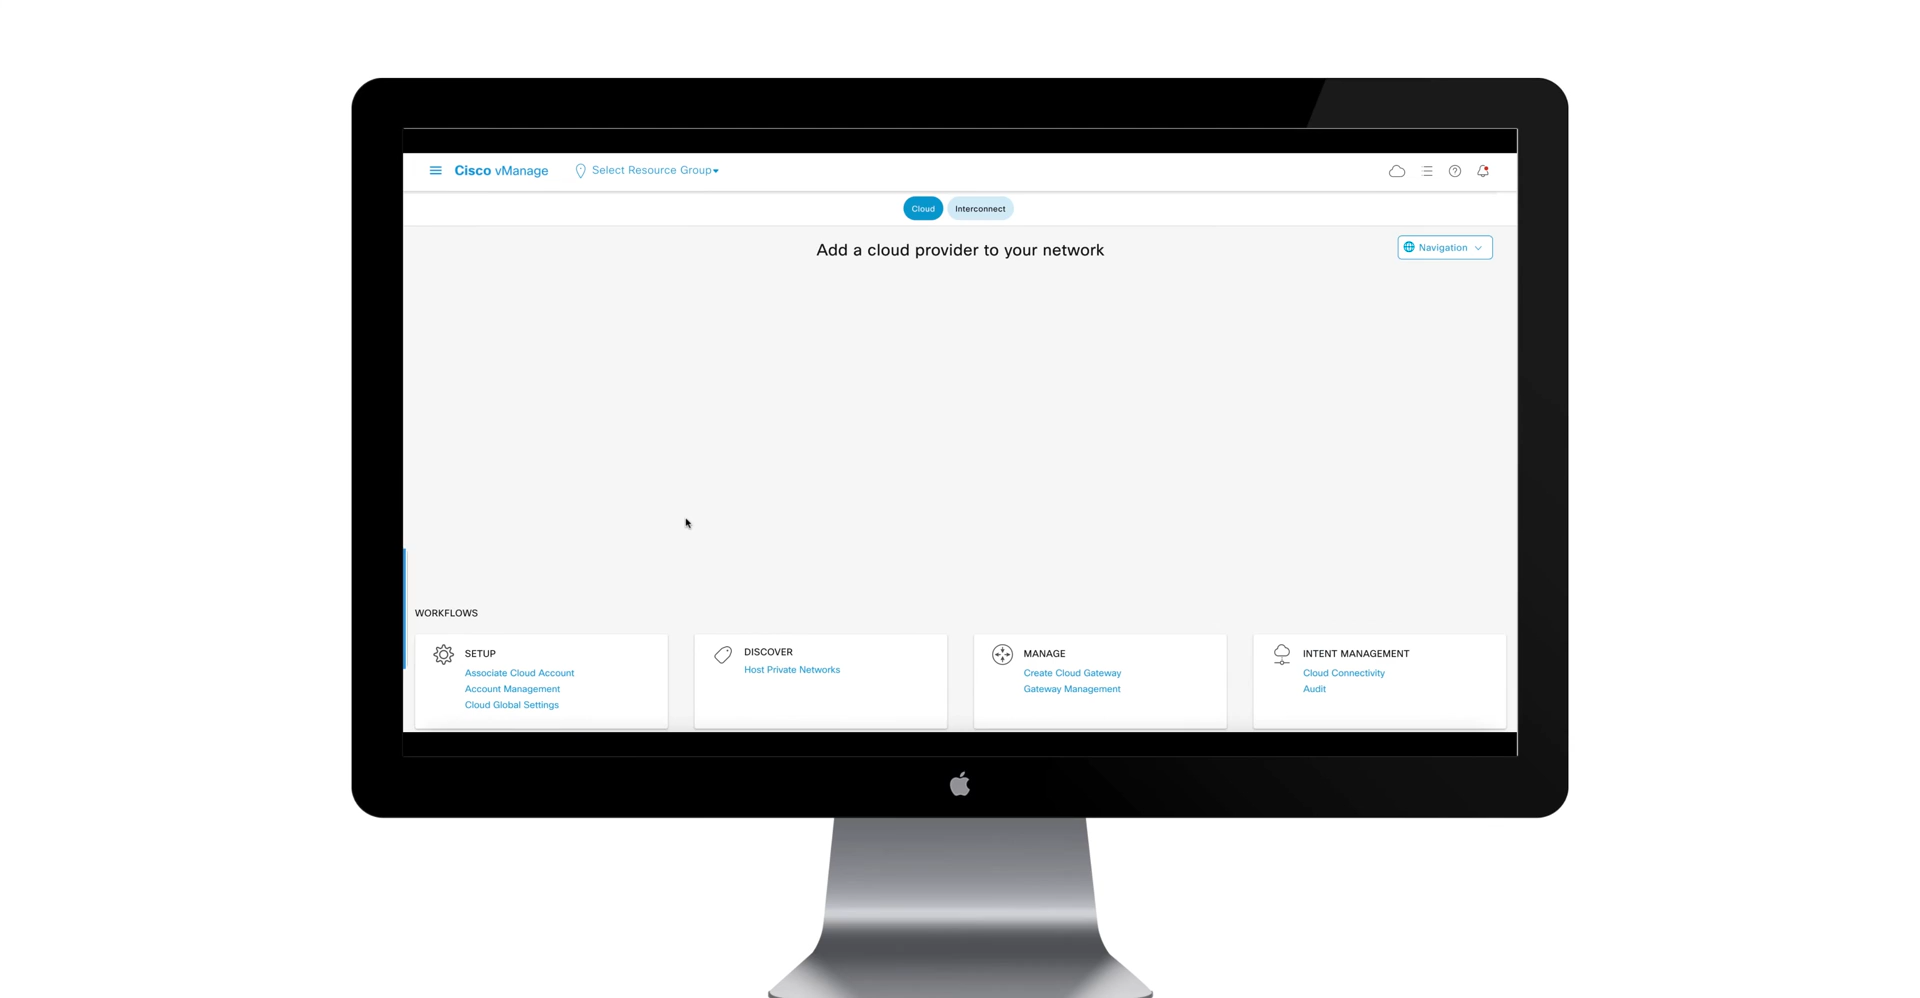 Cisco vManage
Select Resource Group
Cloud
Interconnect
Add a cloud provider to your network
Navigation
WORKFLOWS
SETUP
Associate Cloud Account
Account Management
Cloud Global Settings
DISCOVER
Host Private Networks
MANAGE
Create Cloud Gateway
Gateway Management
INTENT MANAGEMENT
Cloud Connectivity
Audit